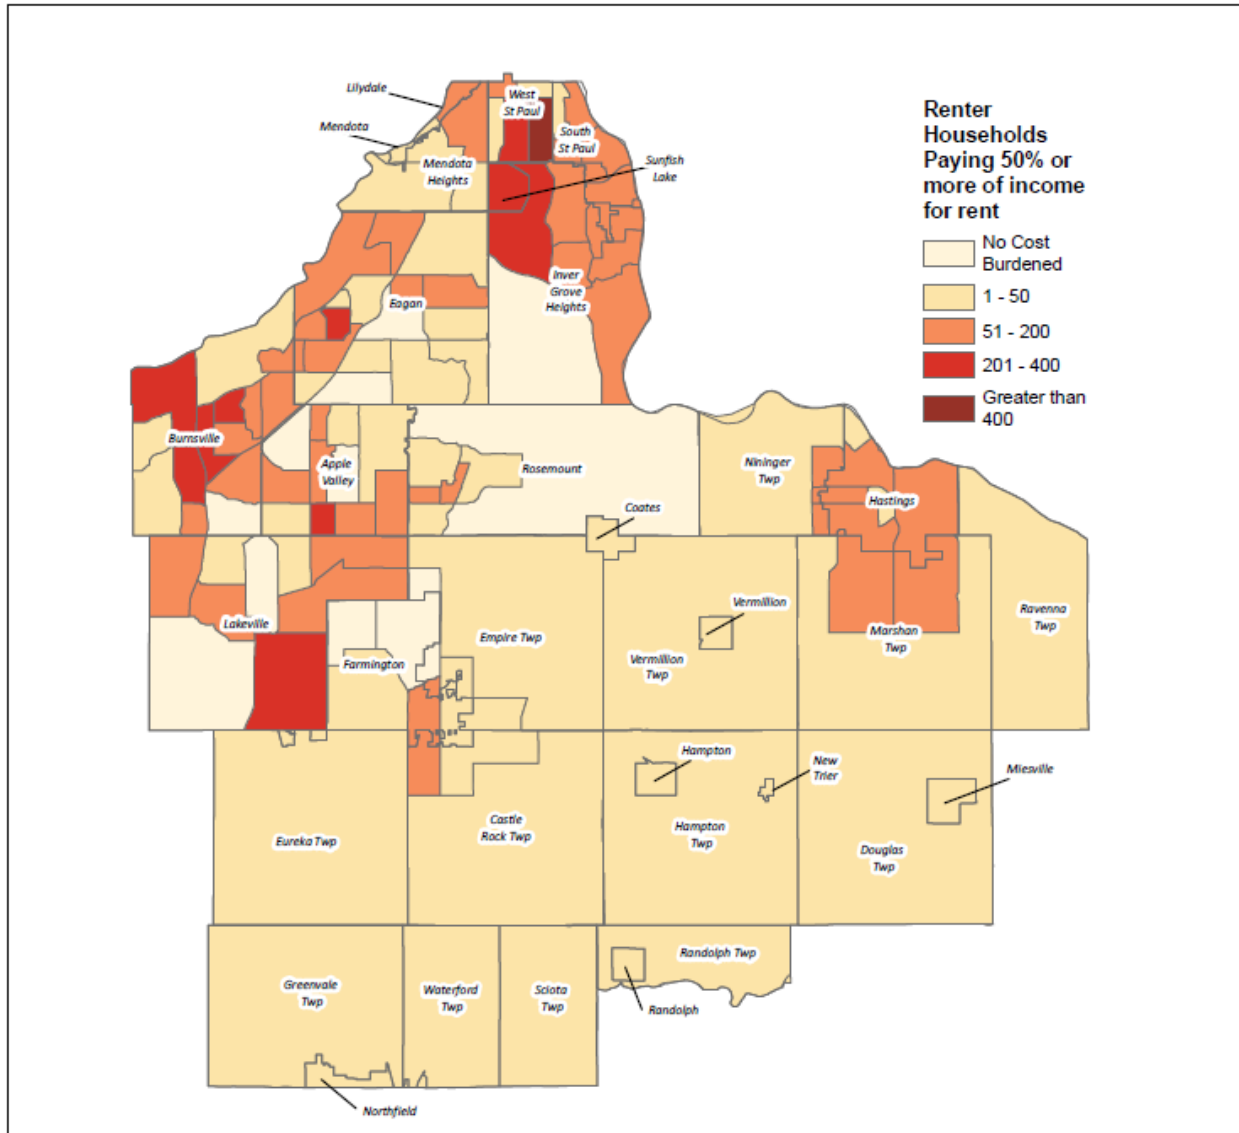 Lilydale
Mendota
West
St Paul
South
St Paul
Mendota
Heights
Sunfish
Lake
Renter
Households
Paying 50% or
more of income
for rent
No Cost
Burdened
1 - 50
51 - 200
201 - 400
Greater than
400
Inver
Grove
Heights
Eagan
Burnsville
Apple
Valley
Rosemount
Nininger
Twp
Hastings
Coates
Lakeville
Farmington
Empire Twp
Vermillion
Vermillion
Twp
Marshan
Twp
Ravenna
Twp
Hampton
New
Trier
Miesville
Eureka Twp
Castle
Rock Twp
Hampton
Twp
Douglas
Twp
Greenvale
Twp
Waterford
Twp
Sciota
Twp
Randolph Twp
Randolph
Northfield